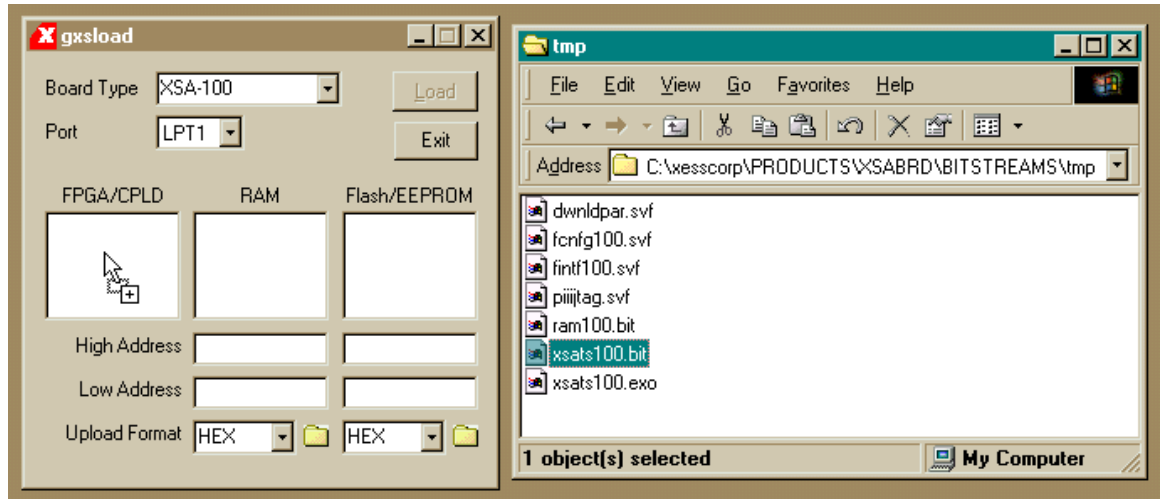 X gxsload
Board Type XSA-100
Load
Port LPT1
Exit
FPGA/CPLD RAM Flash/EEPROM
High Address
Low Address
Upload Format HEX HEX
tmp
File Edit View Go Favorites Help
Address C:\xesscorp\PRODUCTS\XSABRD\BITSTREAMS\tmp
dwnldpar.svf
fcnfg100.svf
fintf100.svf
piiijtag.svf
ram100.bit
xsats100.bit
xsats100.exo
1 object(s) selected
My Computer